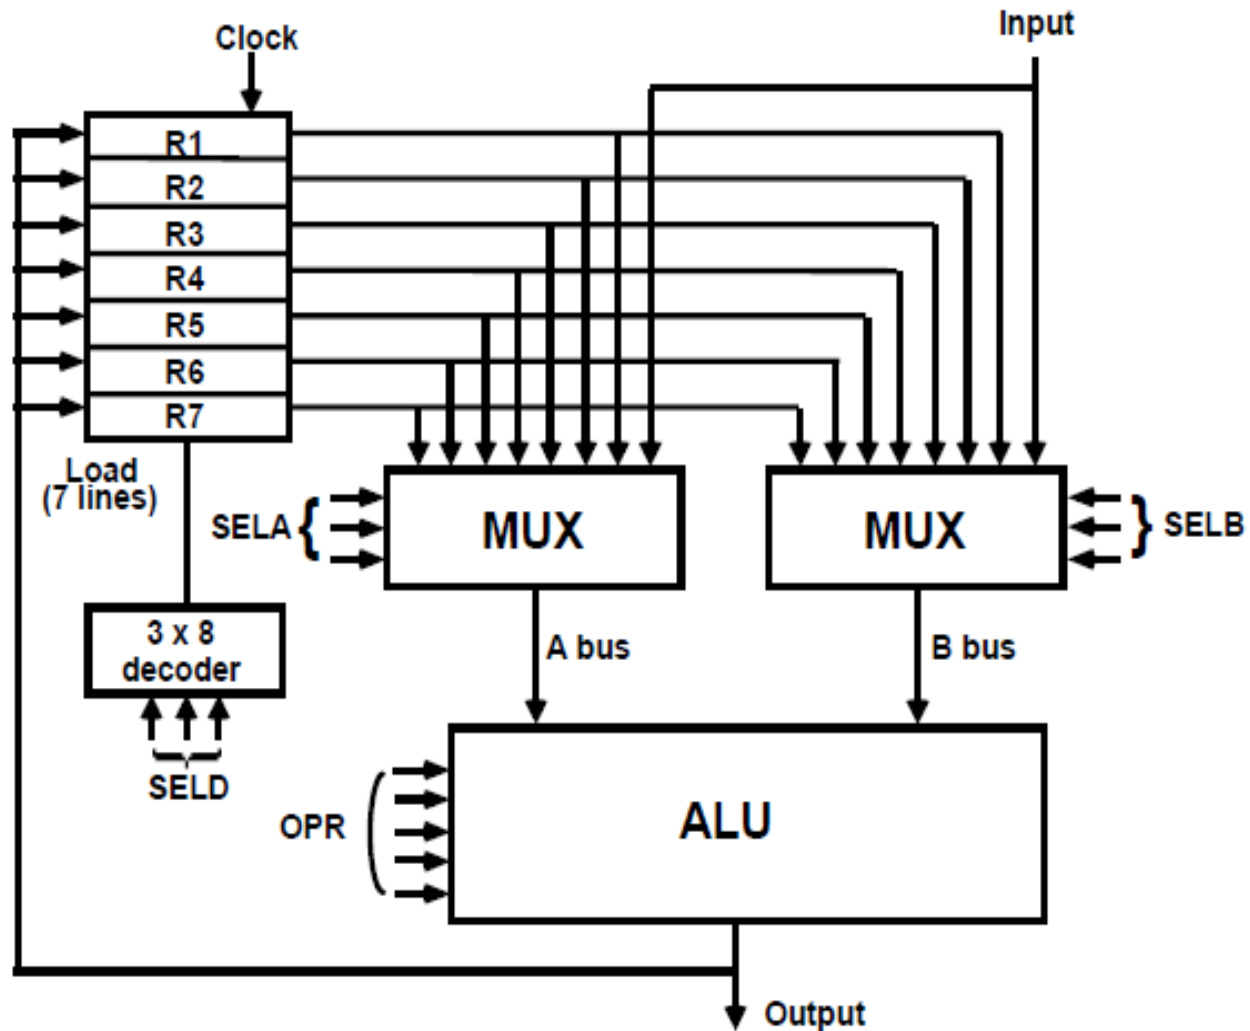 Clock
Input
R1
R2
R3
R4
R5
R6
R7
Load
(7 lines)
SELA {
MUX
MUX
} SELB
3 x 8
decoder
A bus
B bus
SELD
OPR
ALU
Output